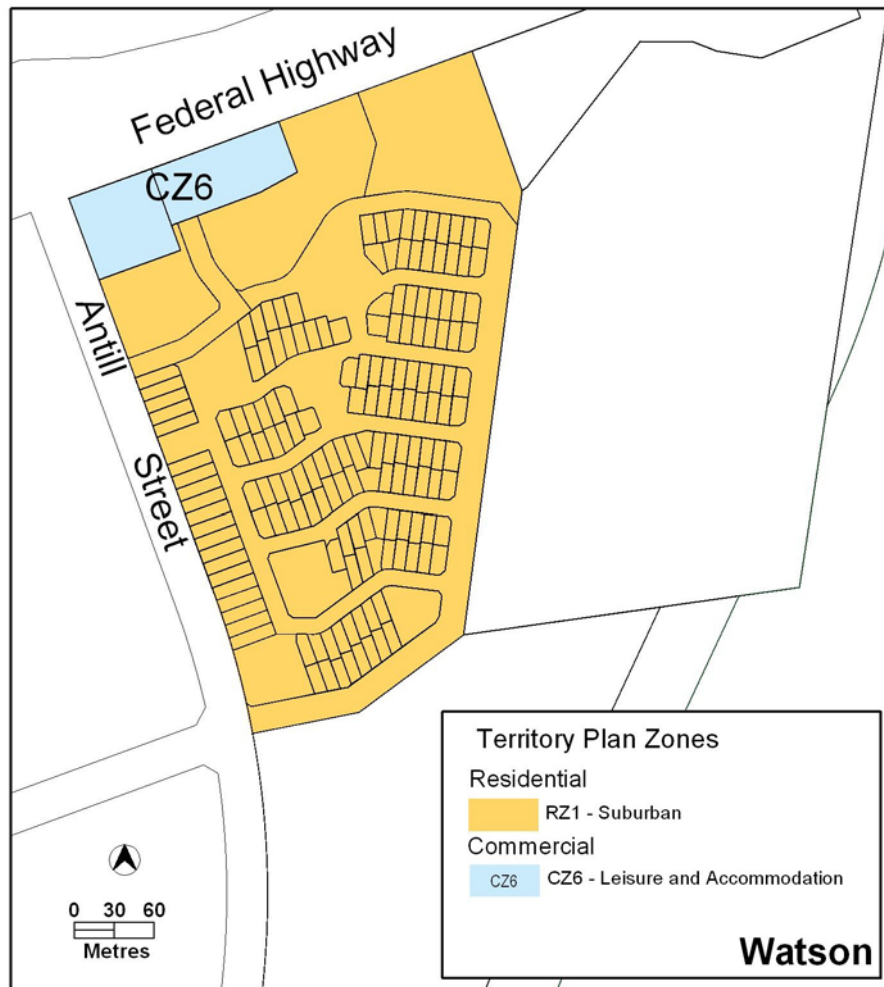 Federal Highway
CZ6
Antill
Street
Territory Plan Zones
Residential
RZ1 - Suburban
Commercial
CZ6 CZ6 - Leisure and Accommodation
0 30 60
Metres
Watson